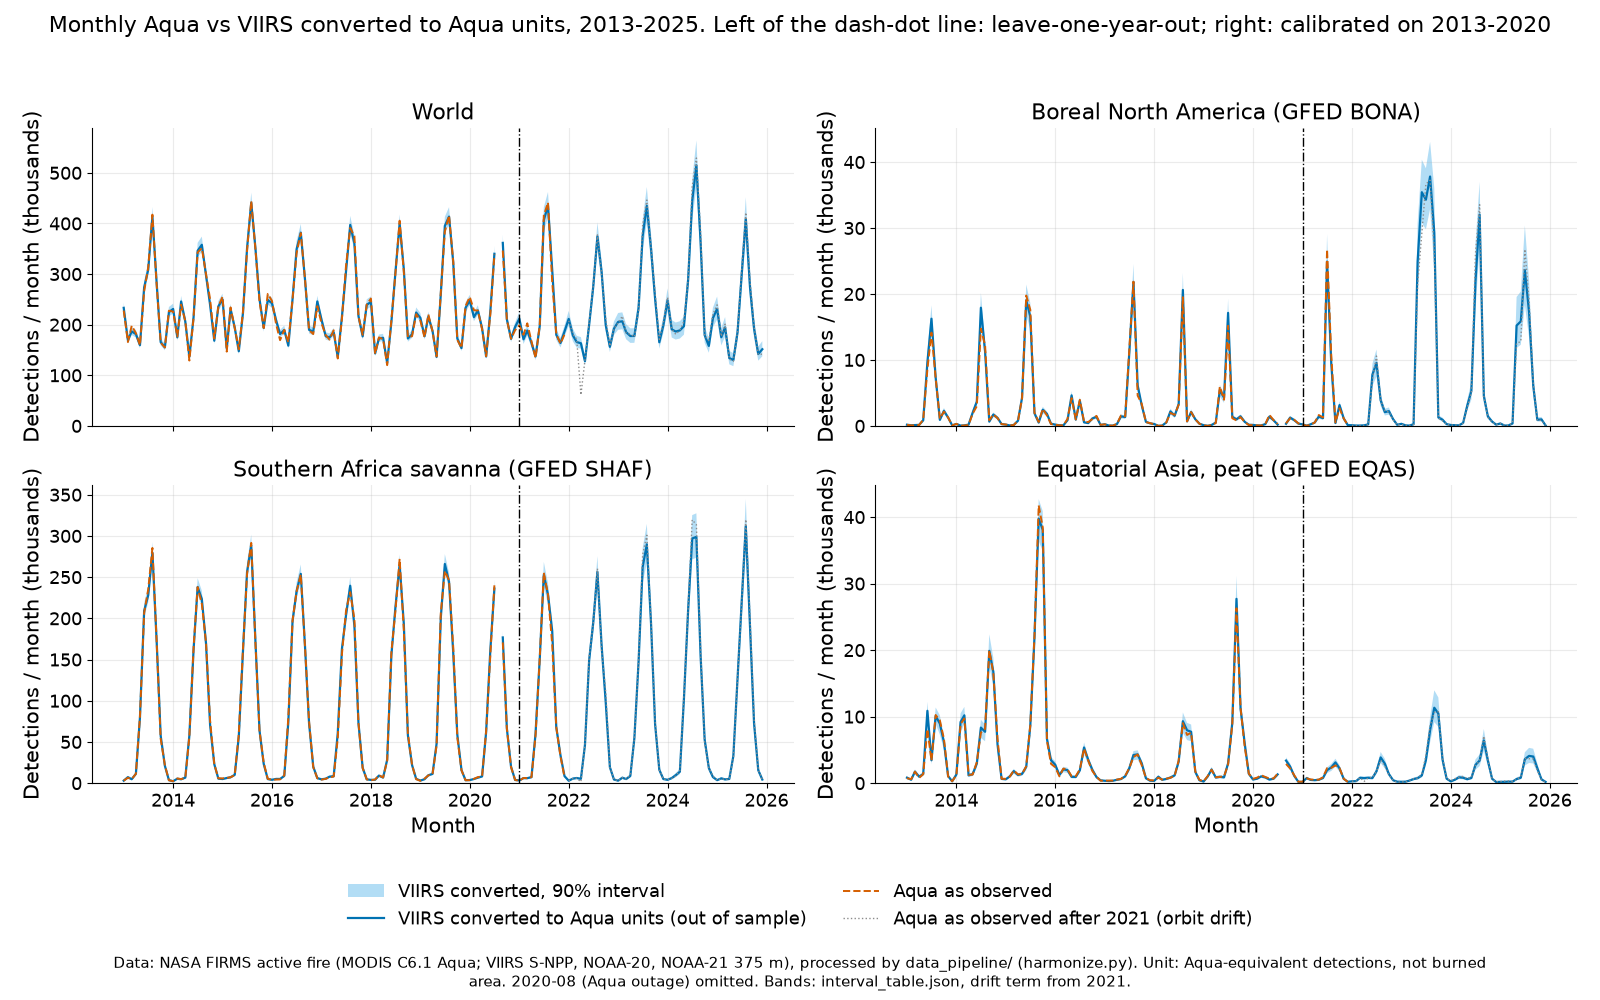 Monthly Aqua vs VIIRS converted to Aqua units, 2013-2025. Left of the dash-dot line: leave-one-year-out; right: calibrated on 2013-2020
World
Detections / month (thousands)
500
400
300
200
100
0
Boreal North America (GFED BONA)
Detections / month (thousands)
40
30
20
10
0
Southern Africa savanna (GFED SHAF)
Detections / month (thousands)
350
300
250
200
150
100
50
0
2014 2016 2018 2020 2022 2024 2026
Month
Equatorial Asia, peat (GFED EQAS)
Detections / month (thousands)
40
30
20
10
0
2014 2016 2018 2020 2022 2024 2026
Month
VIIRS converted, 90% interval
VIIRS converted to Aqua units (out of sample)
Aqua as observed
Aqua as observed after 2021 (orbit drift)
Data: NASA FIRMS active fire (MODIS C6.1 Aqua; VIIRS S-NPP, NOAA-20, NOAA-21 375 m), processed by data_pipeline/ (harmonize.py). Unit: Aqua-equivalent detections, not burned
area. 2020-08 (Aqua outage) omitted. Bands: interval_table.json, drift term from 2021.